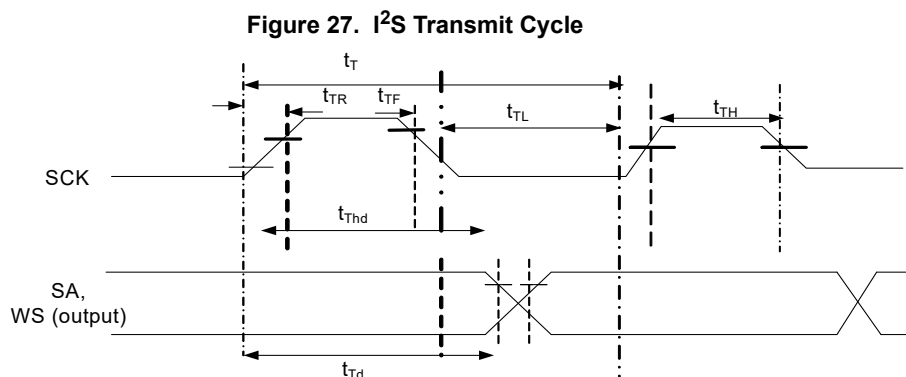 Figure 27. I²S Transmit Cycle
tT
tTR
tTF
tTL
tTH
SCK
tThd
SA,
WS (output)
tTd